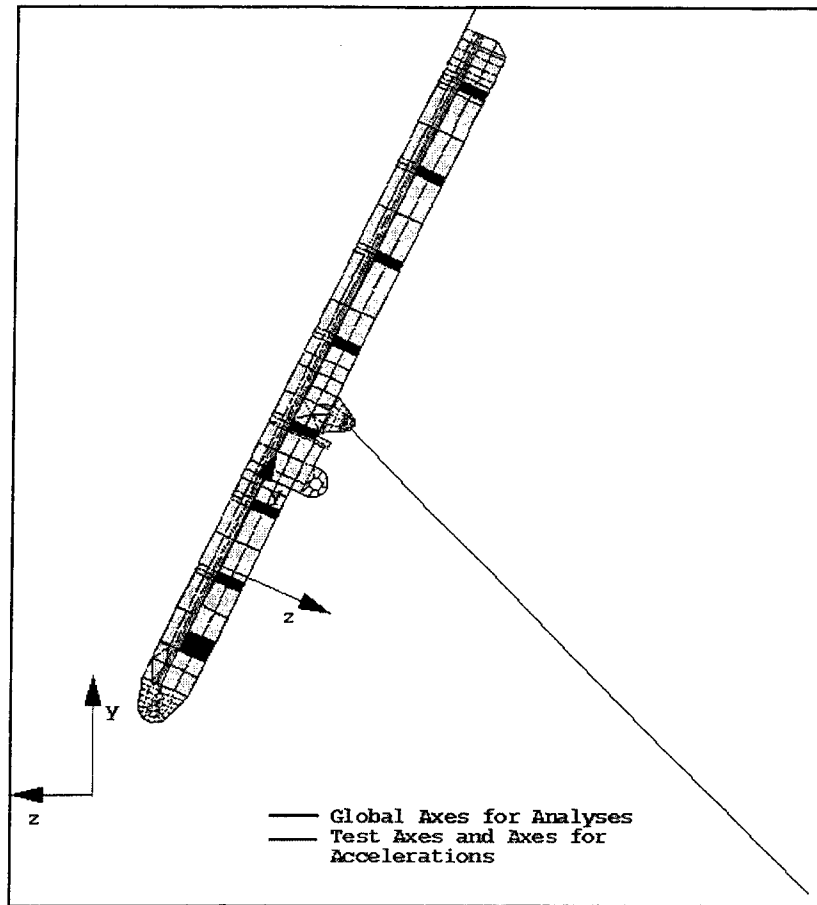 z
y
z
Global Axes for Analyses
Test Axes and Axes for
Accelerations